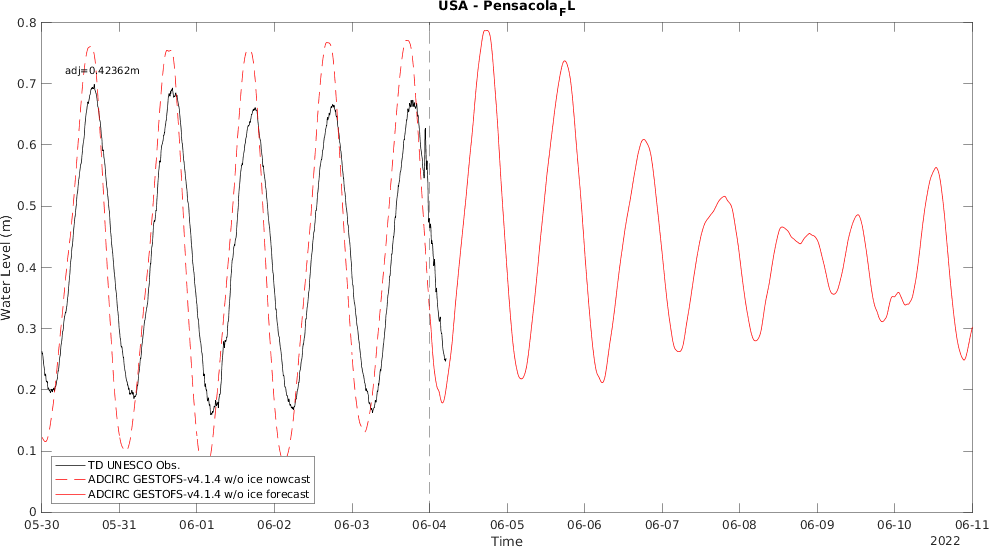 USA - Pensacola_FL
0.8
0.7
0.6
0.5
0.4
0.3
0.2
0.1
0
Water Level (m)
adj=0.42362m
TD UNESCO Obs.
ADCIRC GESTOFS-v4.1.4 w/o ice nowcast
ADCIRC GESTOFS-v4.1.4 w/o ice forecast
05-30 05-31 06-01 06-02 06-03 06-04 06-05 06-06 06-07 06-08 06-09 06-10 06-11
Time
2022